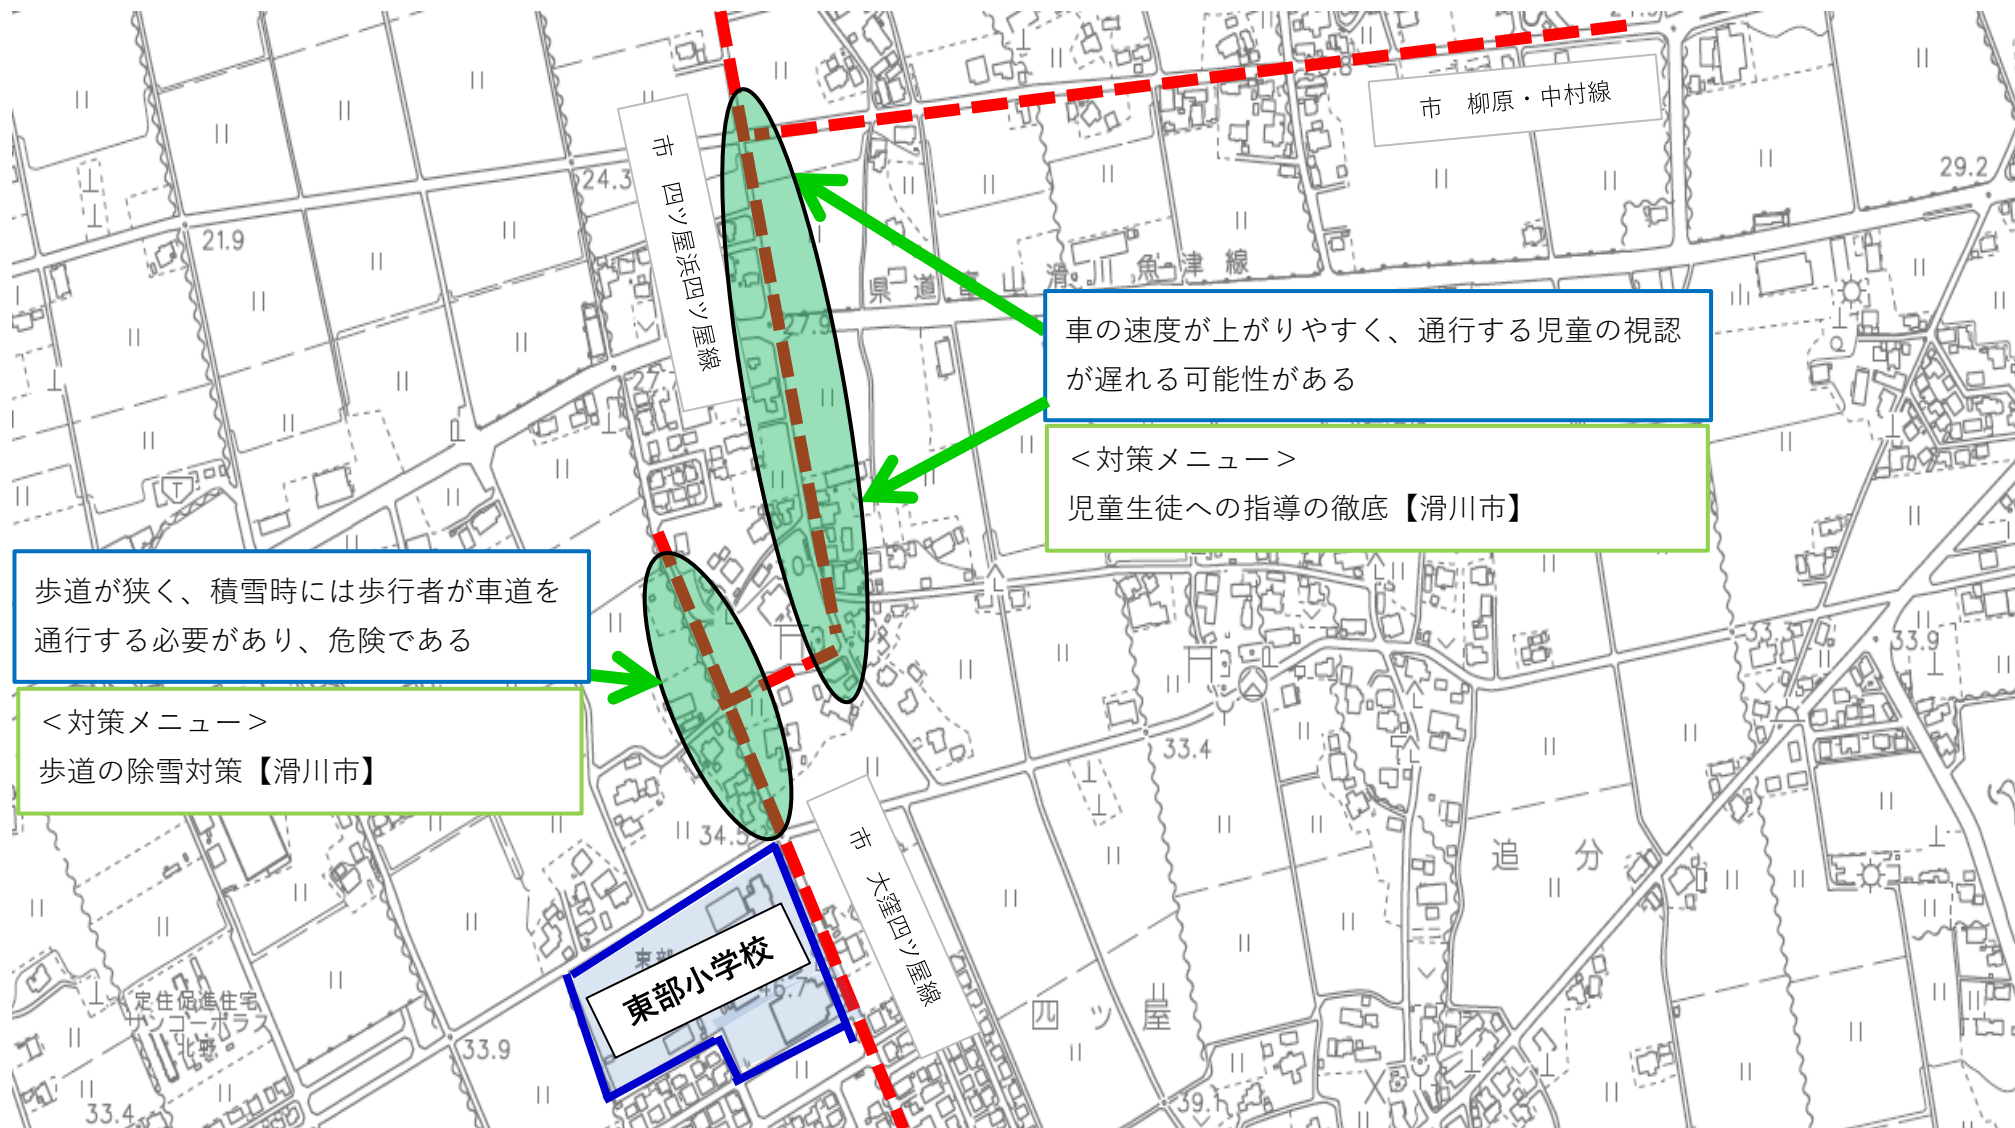 市　柳原・中村線
市　四ツ屋浜四ツ屋線
24.3
29.2
21.9
県道富山滑川魚津線
27.9
車の速度が上がりやすく、通行する児童の視認
が遅れる可能性がある
＜対策メニュー＞
児童生徒への指導の徹底【滑川市】
歩道が狭く、積雪時には歩行者が車道を
通行する必要があり、危険である
＜対策メニュー＞
歩道の除雪対策【滑川市】
33.9
33.4
34.5
市　大窪四ツ屋線
追分
東部小学校
東部
46.7
定住促進住宅
サンコーポラス
北野
四ツ屋
33.9
33.4
39.1